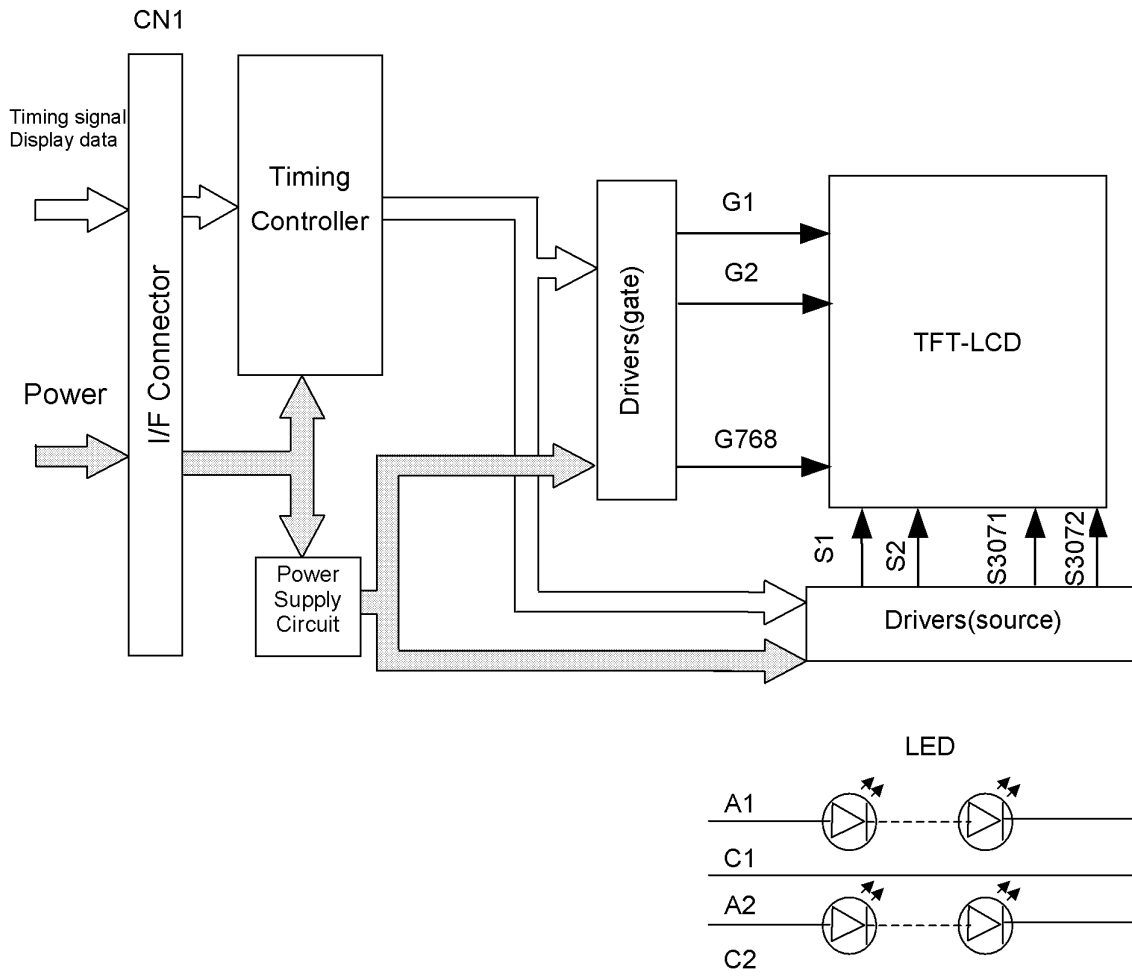 CN1
Timing signal
Display data
Power
I/F Connector
Timing
Controller
Power
Supply
Circuit
Drivers(gate)
G1
G2
G768
TFT-LCD
S1
S2
S3071
S3072
Drivers(source)
LED
A1
C1
A2
C2